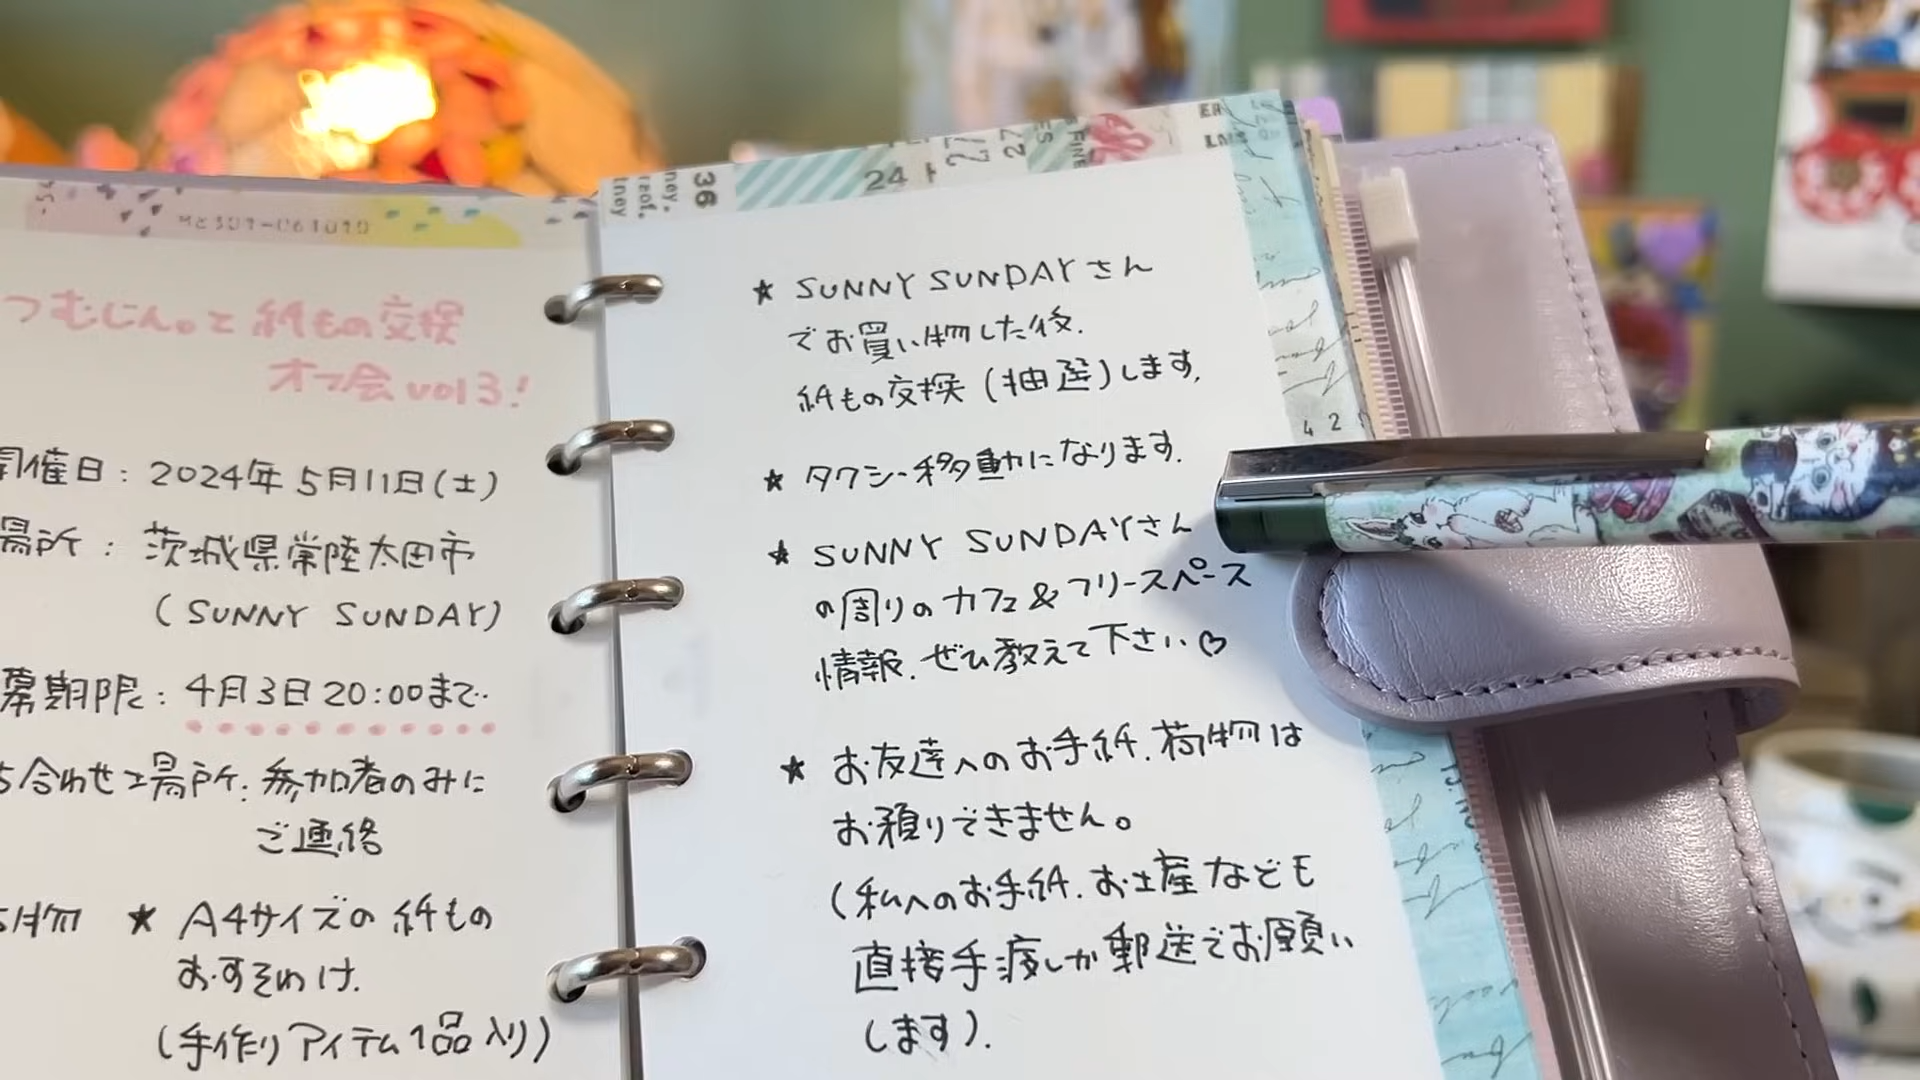 つむじん。と紙もの交換
オフ会vol3!
開催日:2024年5月11日(土)
場所:茨城県常陸太田市
(SUNNY SUNDAY)
募期限:4月3日20:00まで
ち合わせ場所:参加者のみに
ご連絡
ち物 ★ A4サイズの紙もの
おすそわけ.
(手作りアイテム1品入り)
36
24
22
27
FINE
★ SUNNY SUNDAYさん
でお買い物した後.
紙もの交換(抽選)します.
★ タクシー移動になります.
★ SUNNY SUNDAYさん
の周りのカフェ&フリースペース
情報.ぜひ教えて下さい♡
★ お友達へのお手紙.荷物は
お預りできません。
(私へのお手紙.お土産なども
直接手渡しか郵送でお願い
します).
4 2